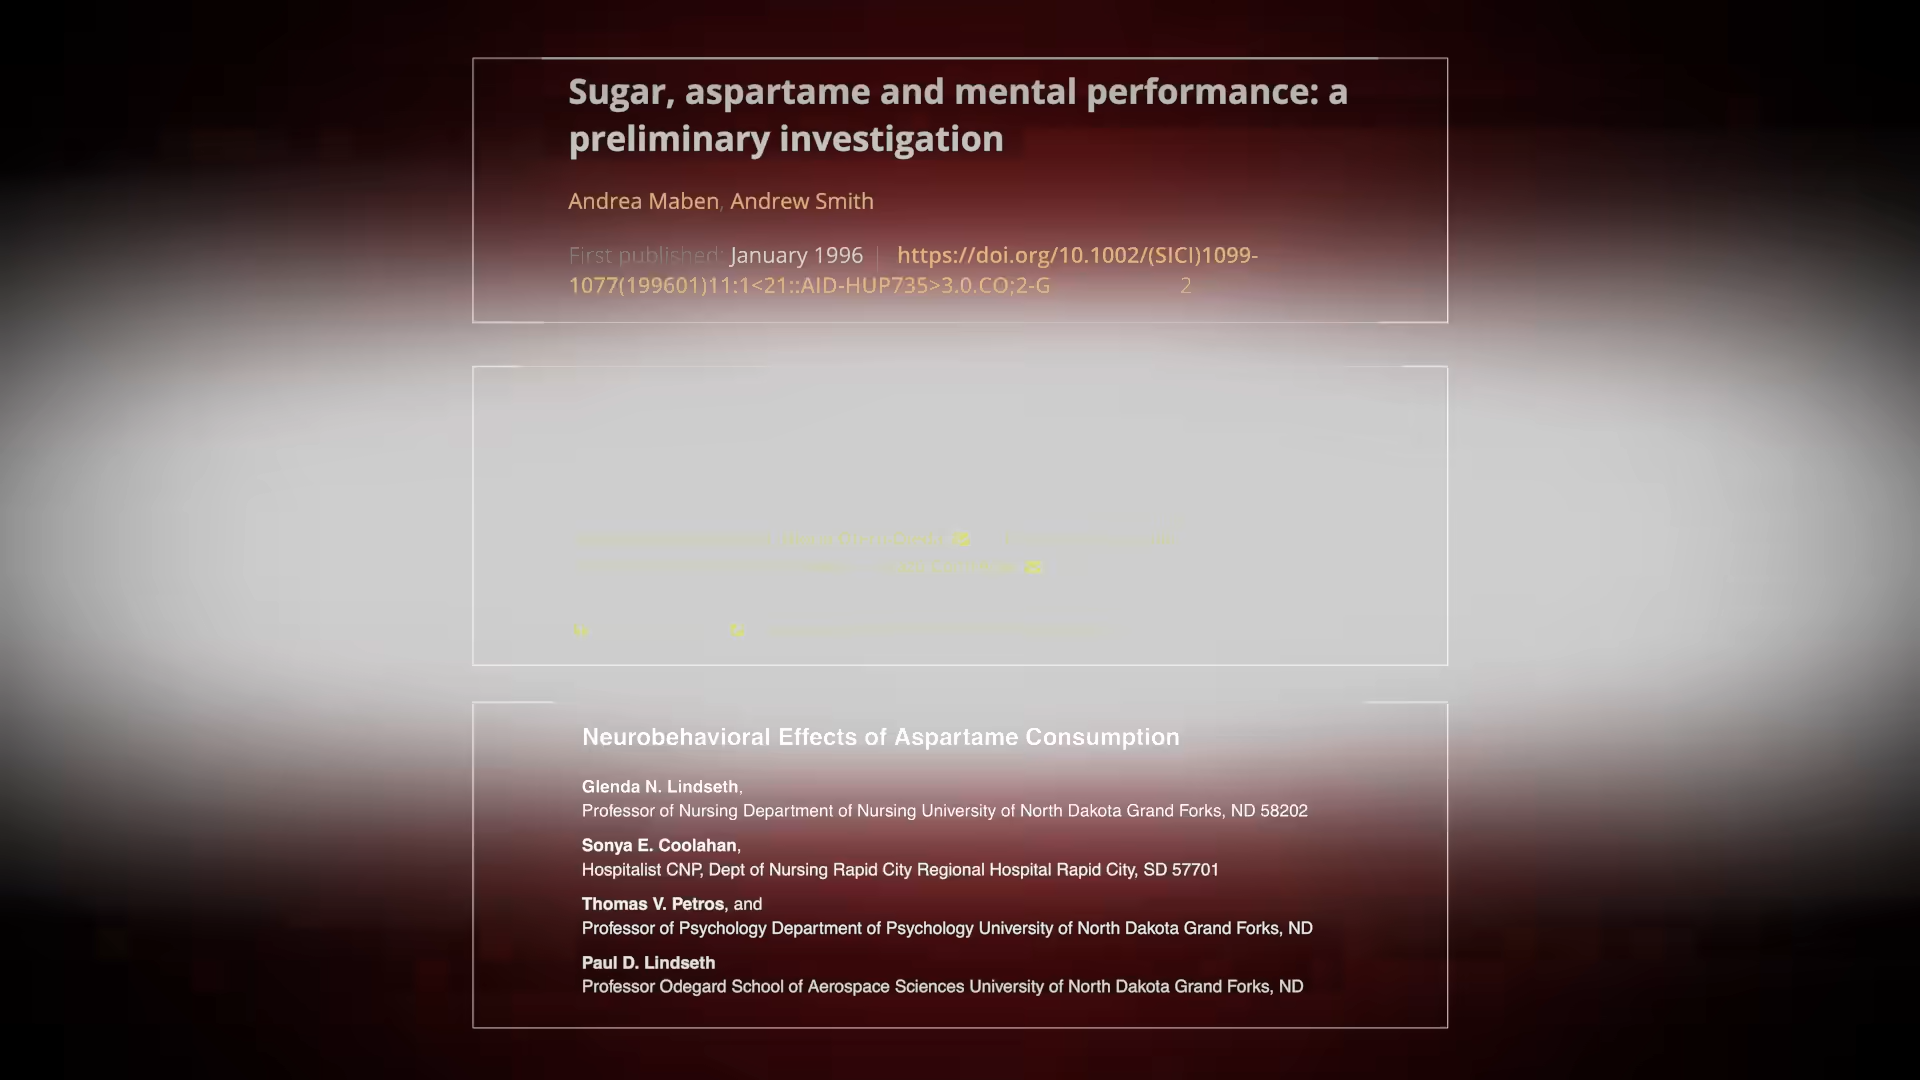 Sugar, aspartame and mental performance: a
preliminary investigation
Andrea Maben, Andrew Smith
First published: January 1996 | https://doi.org/10.1002/(SICI)1099-
1077(199601)11:1<21::AID-HUP735>3.0.CO;2-G 2
Neurobehavioral Effects of Aspartame Consumption
Glenda N. Lindseth,
Professor of Nursing Department of Nursing University of North Dakota Grand Forks, ND 58202
Sonya E. Coolahan,
Hospitalist CNP, Dept of Nursing Rapid City Regional Hospital Rapid City, SD 57701
Thomas V. Petros, and
Professor of Psychology Department of Psychology University of North Dakota Grand Forks, ND
Paul D. Lindseth
Professor Odegard School of Aerospace Sciences University of North Dakota Grand Forks, ND